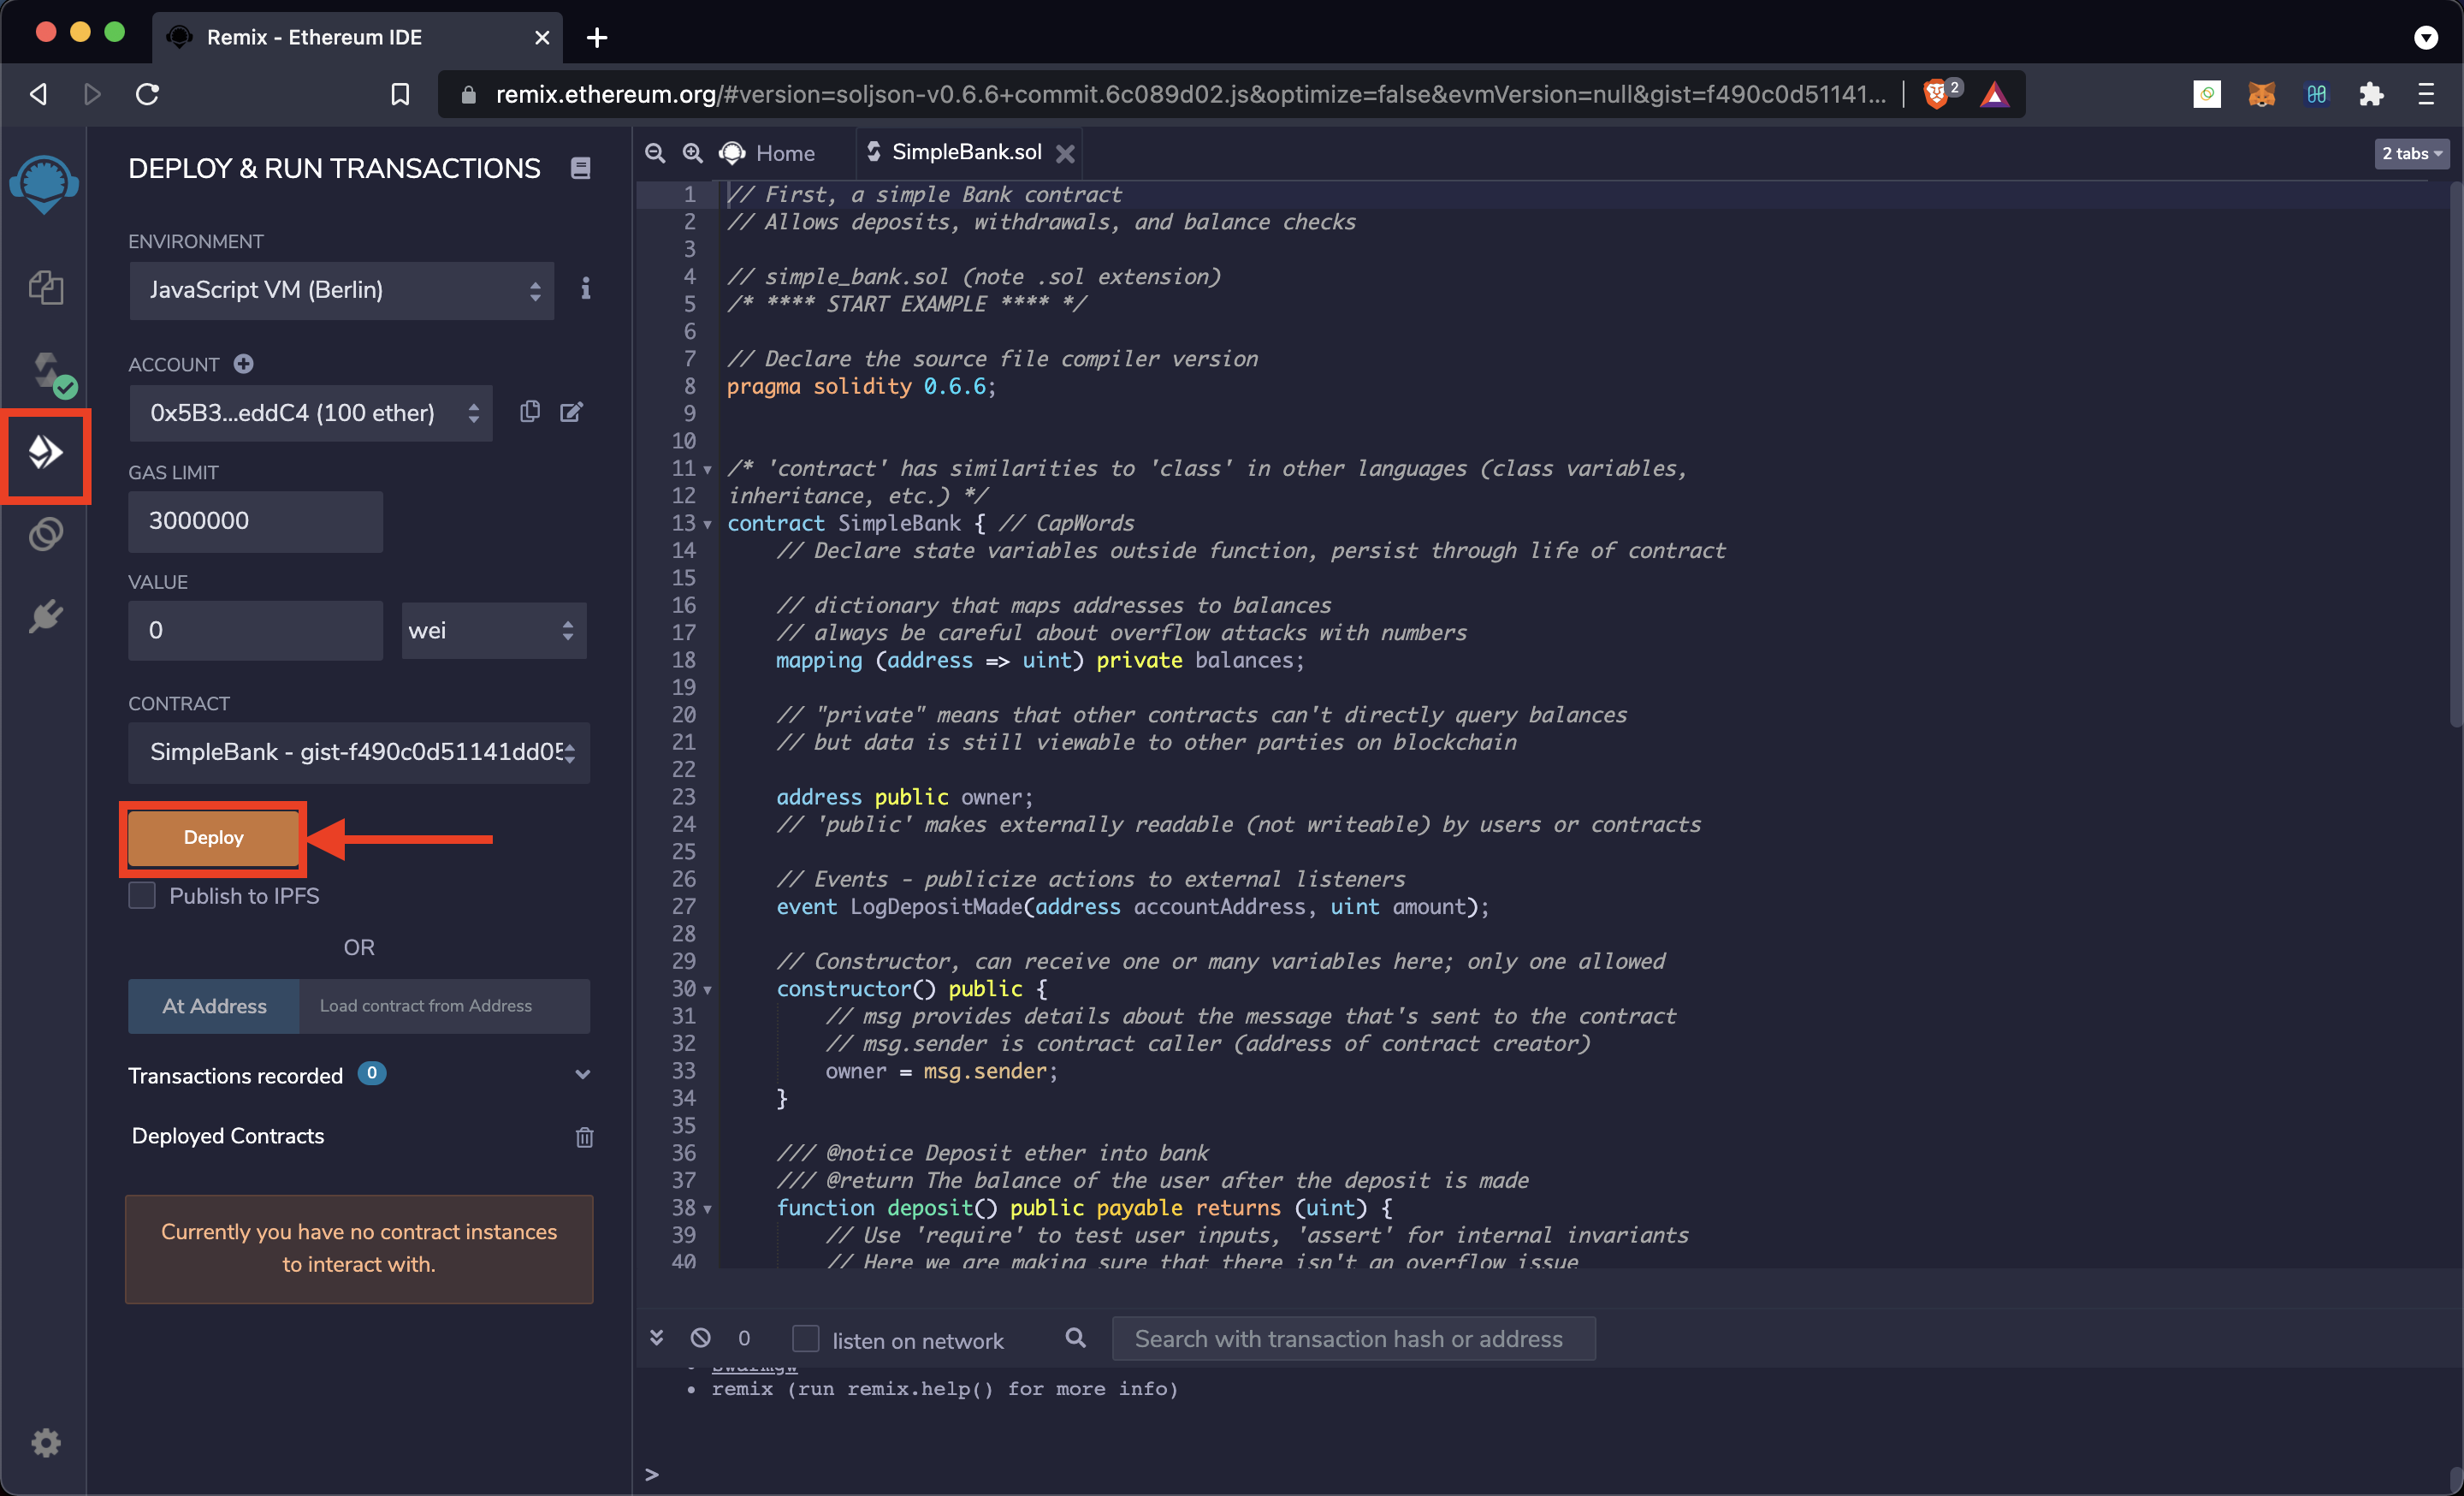 Remix - Ethereum IDE
remix.ethereum.org/#version=soljson-v0.6.6+commit.6c089d02.js&optimize=false&evmVersion=null&gist=f490c0d51141...
2
DEPLOY & RUN TRANSACTIONS
ENVIRONMENT
JavaScript VM (Berlin)
ACCOUNT
0x5B3...eddC4 (100 ether)
GAS LIMIT
3000000
VALUE
0
wei
CONTRACT
SimpleBank - gist-f490c0d51141dd05
Deploy
Publish to IPFS
OR
At Address
Load contract from Address
Transactions recorded 0
Deployed Contracts
Currently you have no contract instances
to interact with.
Home
SimpleBank.sol
2 tabs
1 // First, a simple Bank contract
2 // Allows deposits, withdrawals, and balance checks
3
4 // simple_bank.sol (note .sol extension)
5 /* **** START EXAMPLE **** */
6
7 // Declare the source file compiler version
8 pragma solidity 0.6.6;
9
10
11 /* 'contract' has similarities to 'class' in other languages (class variables,
12 inheritance, etc.) */
13 contract SimpleBank { // CapWords
14 // Declare state variables outside function, persist through life of contract
15
16 // dictionary that maps addresses to balances
17 // always be careful about overflow attacks with numbers
18 mapping (address => uint) private balances;
19
20 // "private" means that other contracts can't directly query balances
21 // but data is still viewable to other parties on blockchain
22
23 address public owner;
24 // 'public' makes externally readable (not writeable) by users or contracts
25
26 // Events - publicize actions to external listeners
27 event LogDepositMade(address accountAddress, uint amount);
28
29 // Constructor, can receive one or many variables here; only one allowed
30 constructor() public {
31 // msg provides details about the message that's sent to the contract
32 // msg.sender is contract caller (address of contract creator)
33 owner = msg.sender;
34 }
35
36 /// @notice Deposit ether into bank
37 /// @return The balance of the user after the deposit is made
38 function deposit() public payable returns (uint) {
39 // Use 'require' to test user inputs, 'assert' for internal invariants
40 // Here we are making sure that there isn't an overflow issue
0
listen on network
Search with transaction hash or address
swarmgw
• remix (run remix.help() for more info)
>